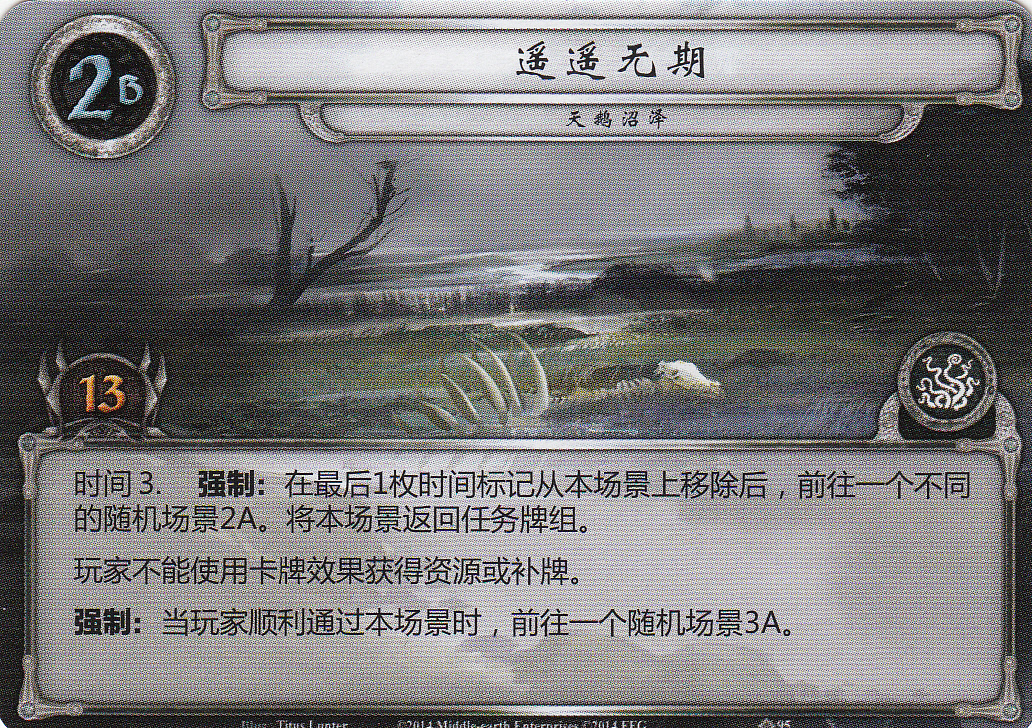 2B
遥遥无期
天鹅沼泽
13
时间 3. 强制：在最后1枚时间标记从本场景上移除后，前往一个不同
的随机场景2A。将本场景返回任务牌组。
玩家不能使用卡牌效果获得资源或补牌。
强制：当玩家顺利通过本场景时，前往一个随机场景3A。
Illus. Titus Lunter ©2014 Middle-earth Enterprises ©2014 FFG 95